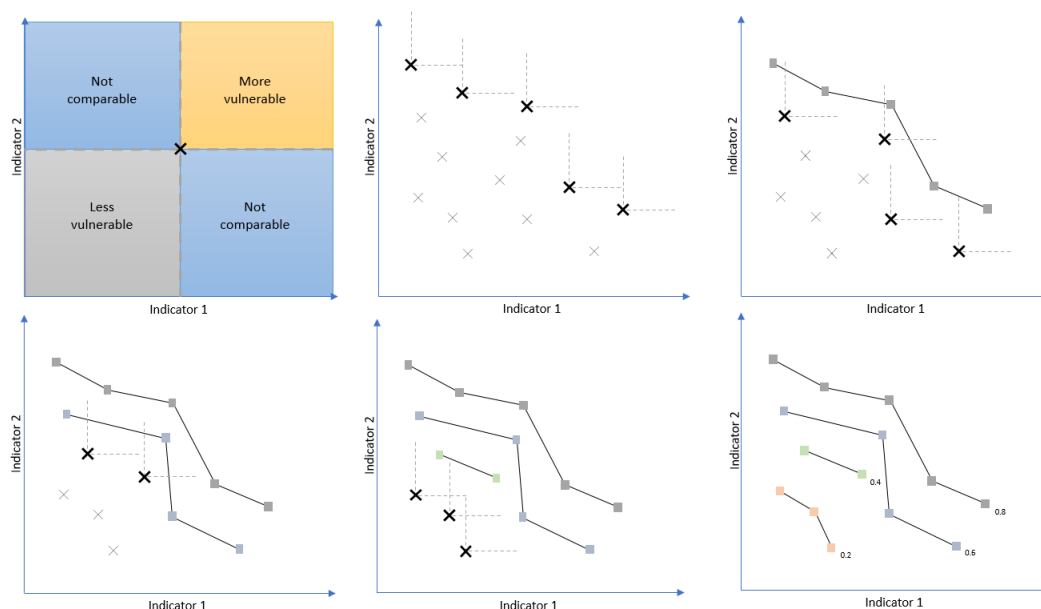 Indicator 2
Not
comparable
More
vulnerable
Less
vulnerable
Not
comparable
Indicator 1
Indicator 2
Indicator 1
Indicator 2
Indicator 1
Indicator 2
Indicator 1
Indicator 2
Indicator 1
Indicator 2
0.4
0.8
0.6
0.2
Indicator 1